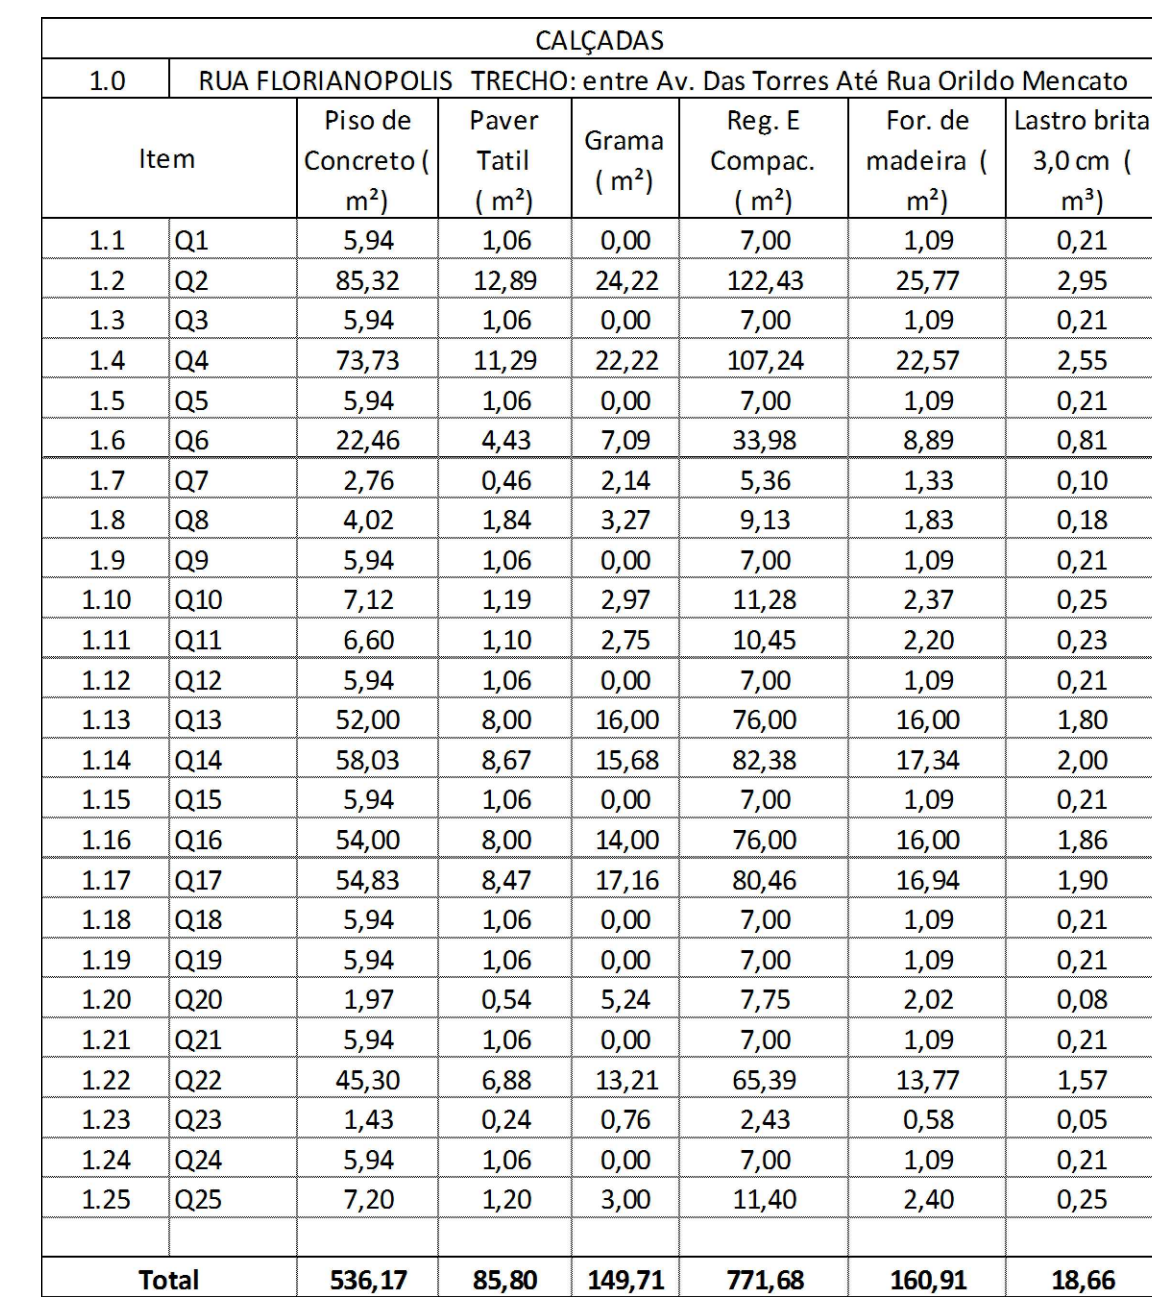 CALÇADAS
1.0 RUA FLORIANOPOLIS TRECHO: entre Av. Das Torres Até Rua Orildo Mencato
Item Piso de Concreto ( m²) Paver Tatil ( m²) Grama ( m²) Reg. E Compac. ( m²) For. de madeira ( m²) Lastro brita 3,0 cm ( m³)
1.1 Q1 5,94 1,06 0,00 7,00 1,09 0,21
1.2 Q2 85,32 12,89 24,22 122,43 25,77 2,95
1.3 Q3 5,94 1,06 0,00 7,00 1,09 0,21
1.4 Q4 73,73 11,29 22,22 107,24 22,57 2,55
1.5 Q5 5,94 1,06 0,00 7,00 1,09 0,21
1.6 Q6 22,46 4,43 7,09 33,98 8,89 0,81
1.7 Q7 2,76 0,46 2,14 5,36 1,33 0,10
1.8 Q8 4,02 1,84 3,27 9,13 1,83 0,18
1.9 Q9 5,94 1,06 0,00 7,00 1,09 0,21
1.10 Q10 7,12 1,19 2,97 11,28 2,37 0,25
1.11 Q11 6,60 1,10 2,75 10,45 2,20 0,23
1.12 Q12 5,94 1,06 0,00 7,00 1,09 0,21
1.13 Q13 52,00 8,00 16,00 76,00 16,00 1,80
1.14 Q14 58,03 8,67 15,68 82,38 17,34 2,00
1.15 Q15 5,94 1,06 0,00 7,00 1,09 0,21
1.16 Q16 54,00 8,00 14,00 76,00 16,00 1,86
1.17 Q17 54,83 8,47 17,16 80,46 16,94 1,90
1.18 Q18 5,94 1,06 0,00 7,00 1,09 0,21
1.19 Q19 5,94 1,06 0,00 7,00 1,09 0,21
1.20 Q20 1,97 0,54 5,24 7,75 2,02 0,08
1.21 Q21 5,94 1,06 0,00 7,00 1,09 0,21
1.22 Q22 45,30 6,88 13,21 65,39 13,77 1,57
1.23 Q23 1,43 0,24 0,76 2,43 0,58 0,05
1.24 Q24 5,94 1,06 0,00 7,00 1,09 0,21
1.25 Q25 7,20 1,20 3,00 11,40 2,40 0,25
Total 536,17 85,80 149,71 771,68 160,91 18,66